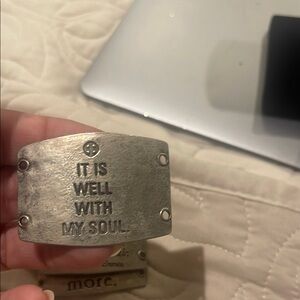 IT IS
WELL
WITH
MY SOUL.
more.